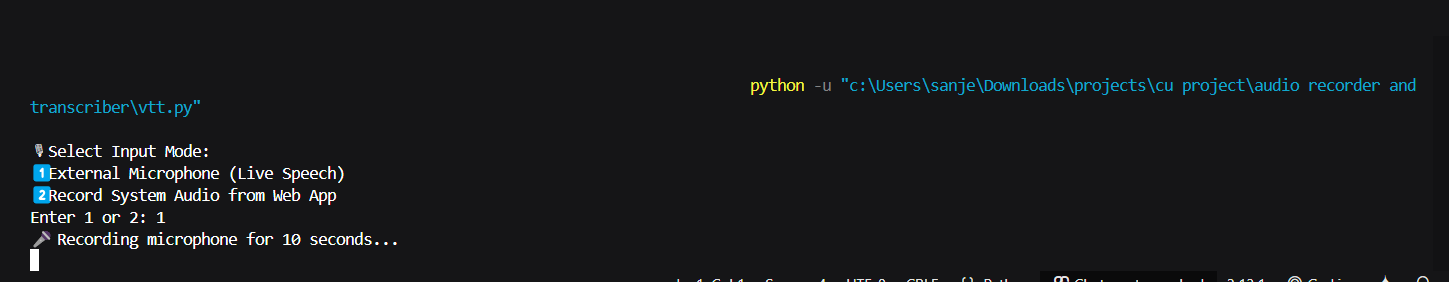 python -u "c:\Users\sanje\Downloads\projects\cu project\audio recorder and
transcriber\vtt.py"
🎙️Select Input Mode:
1️⃣External Microphone (Live Speech)
2️⃣Record System Audio from Web App
Enter 1 or 2: 1
🎤 Recording microphone for 10 seconds...